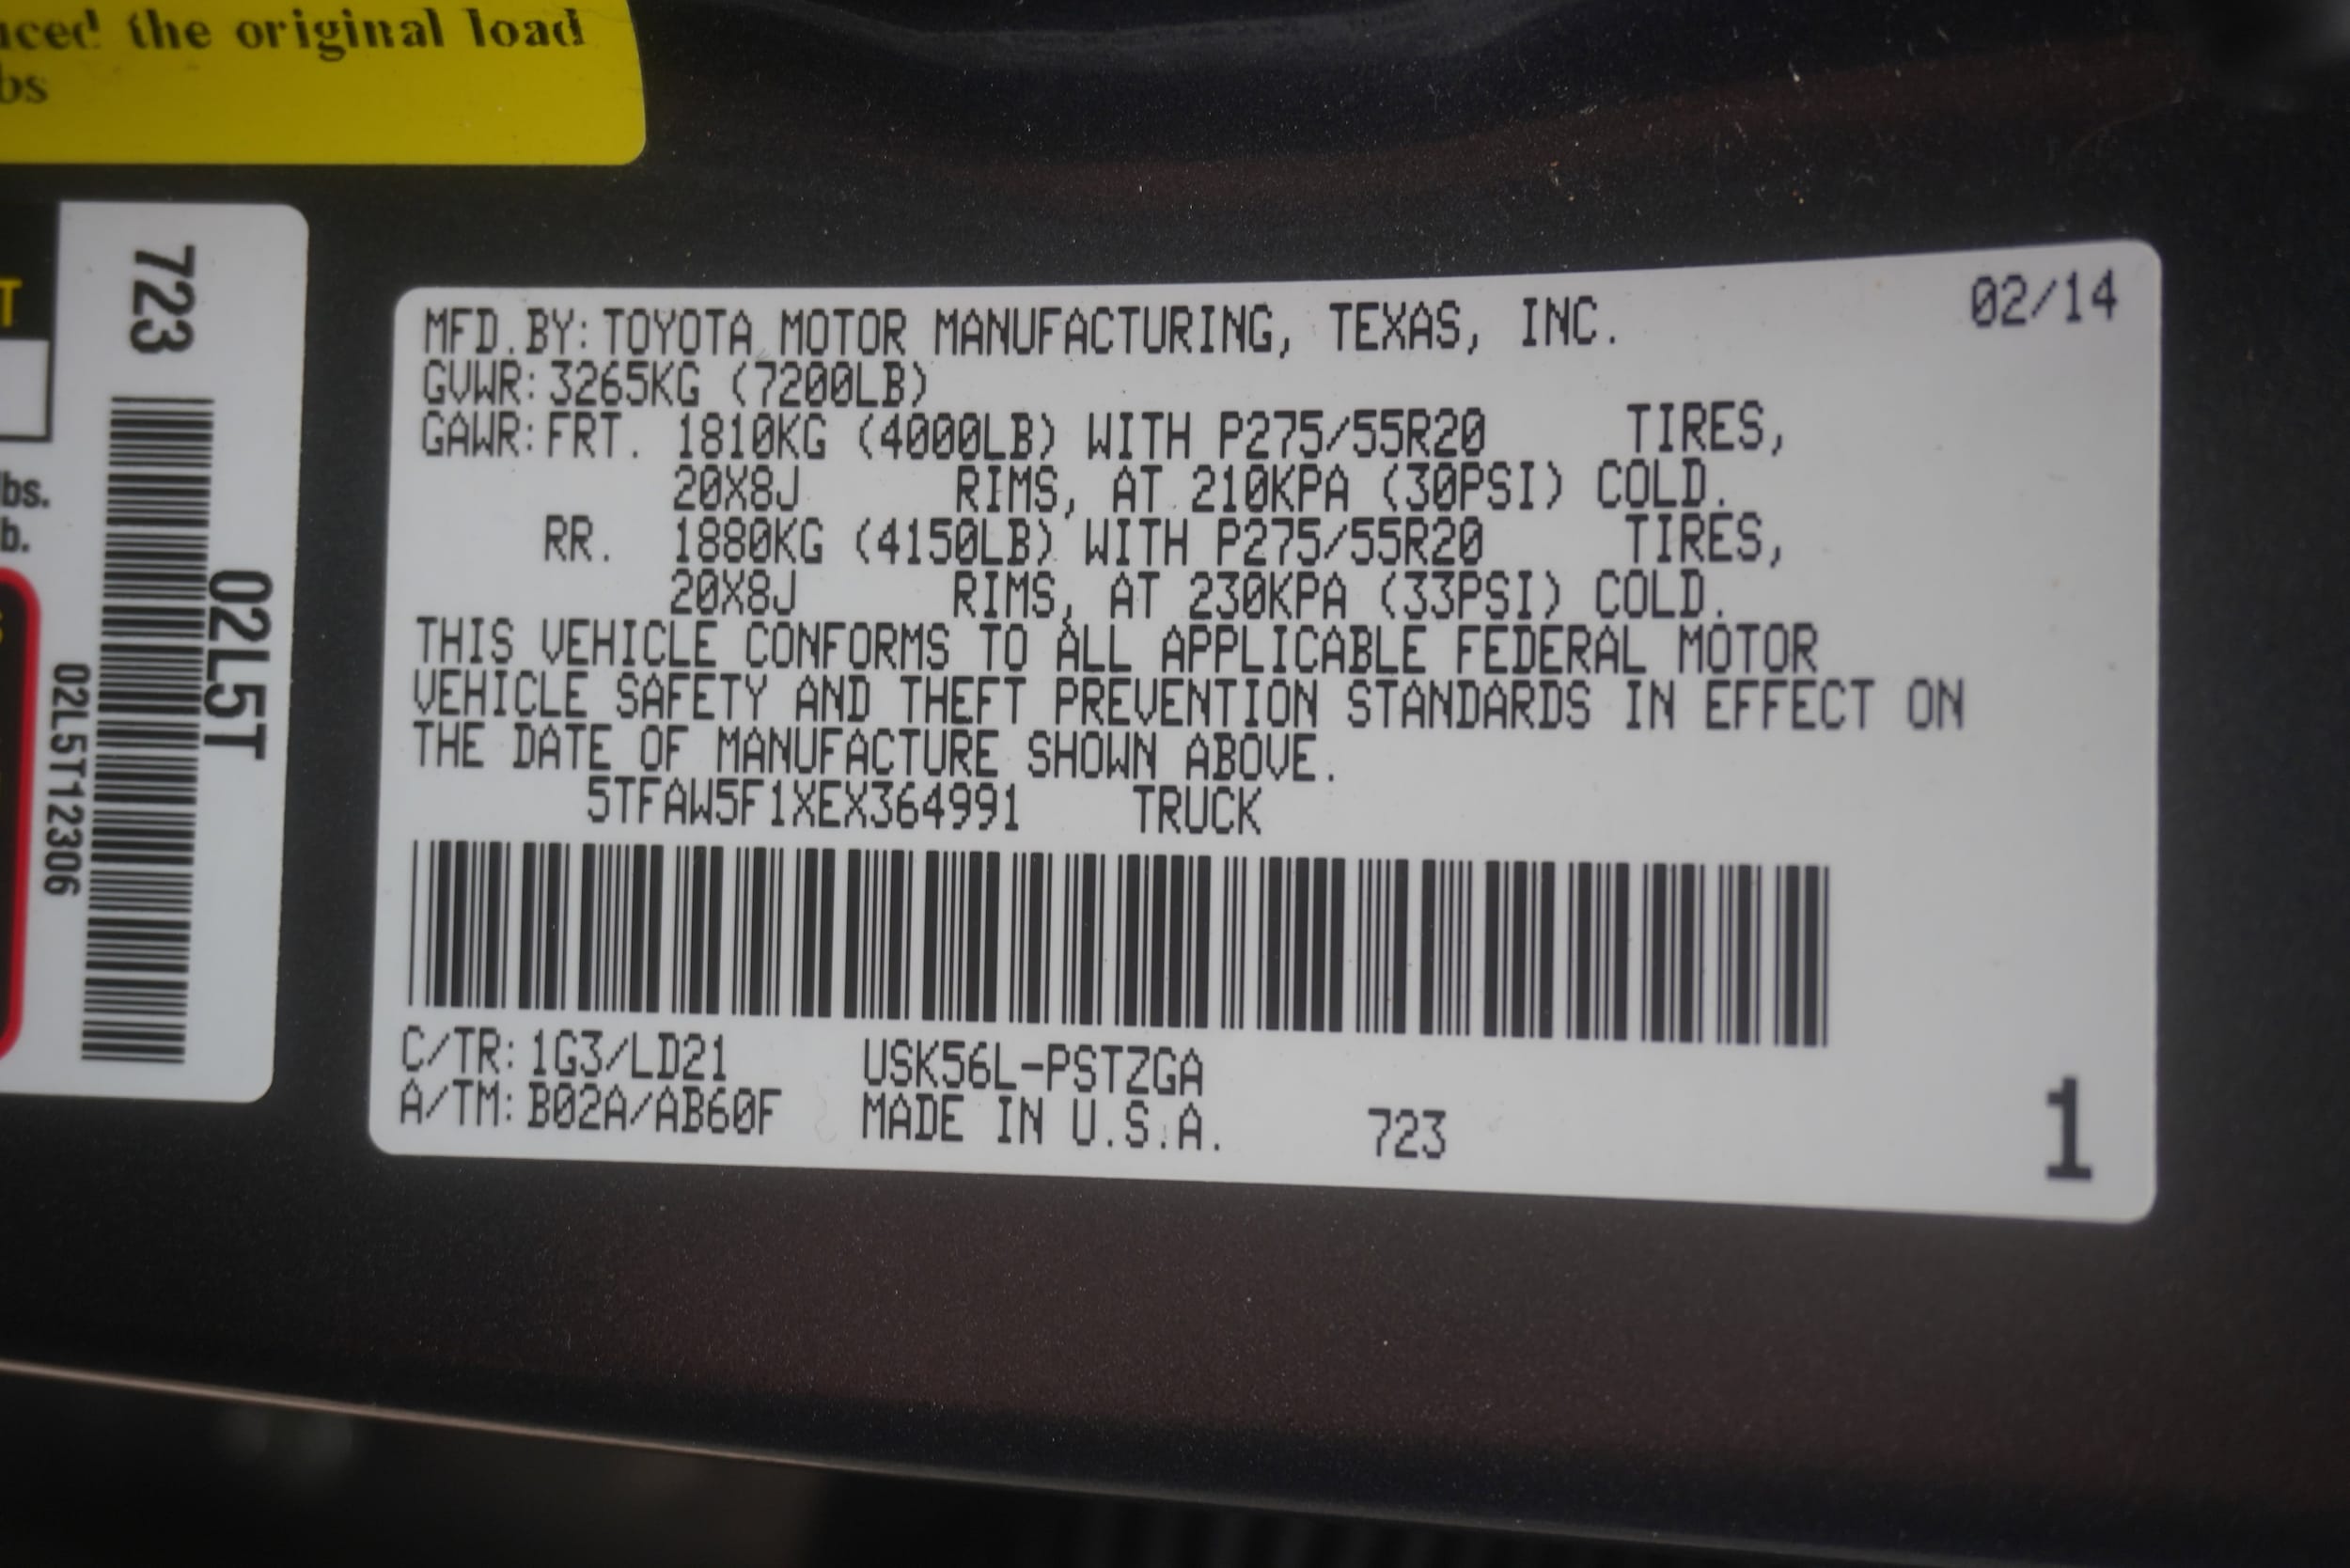 the original load
bs
T
lbs.
b.
723
02L5T
02L5T12306
MFD.BY: TOYOTA MOTOR MANUFACTURING, TEXAS, INC. 02/14
GVWR: 3265KG (7200LB)
GAWR: FRT. 1810KG (4000LB) WITH P275/55R20 TIRES,
20X8J RIMS, AT 210KPA (30PSI) COLD.
RR. 1880KG (4150LB) WITH P275/55R20 TIRES,
20X8J RIMS, AT 230KPA (33PSI) COLD.
THIS VEHICLE CONFORMS TO ALL APPLICABLE FEDERAL MOTOR
VEHICLE SAFETY AND THEFT PREVENTION STANDARDS IN EFFECT ON
THE DATE OF MANUFACTURE SHOWN ABOVE.
5TFAW5F1XEX364991 TRUCK
C/TR: 1G3/LD21 USK56L-PSTZGA
A/TM: B02A/AB60F MADE IN U.S.A. 723
1